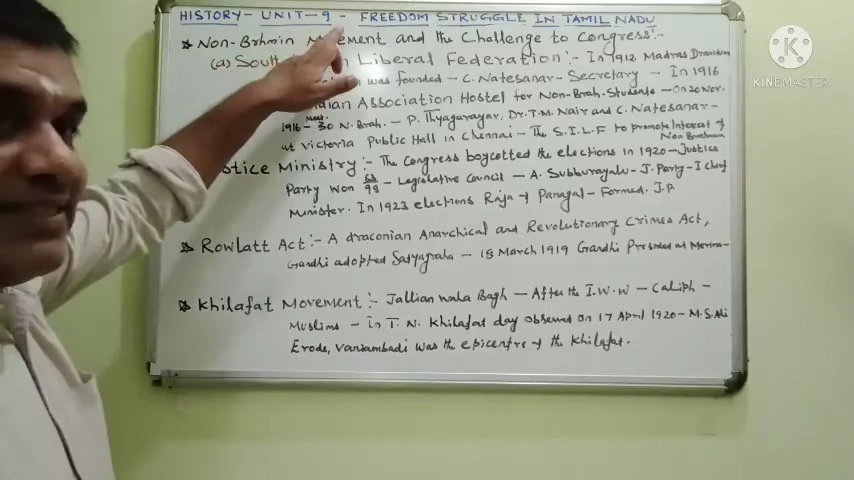 HISTORY- UNIT-9 - FREEDOM STRUGGLE IN TAMIL NADU
Non-Brhmin Movement and the Challenge to Congress:-
(a) South Liberal Federation:- In 1912 Madras Dravidian
was founded - C. Natesanar - Secretary - In 1916
Association Hostel for Non-Brah. Students - On 20 Nov.
1916 - 30 N. Brah. - P. Thyagarayar, Dr. T.M. Nair and C. Natesanar-
at Victoria Public Hall in Chennai - The S.I.L.F to promote Interest of
Non Brahmin
Ministry:- The Congress boycotted the elections in 1920 - Justice
Party won 63/98 - Legislative Council - A. Subburayalu - J. Party - I Chief
Minister. In 1923 elections Raja of Panagal - Formed. J.P
Rowlatt Act:- A draconian Anarchical and Revolutionary Crimes Act,
Gandhi adopted Satyagraha - 18 March 1919 Gandhi Presided at Merina-
Khilafat Movement:- Jallian wala Bagh - After the I.W.W - Caliph -
Muslims - In T.N. Khilafat day observed on 17 April 1920 - M.S. Ali
Erode, Vaniambadi was the epicentre of the Khilafat.
KINEMASTER